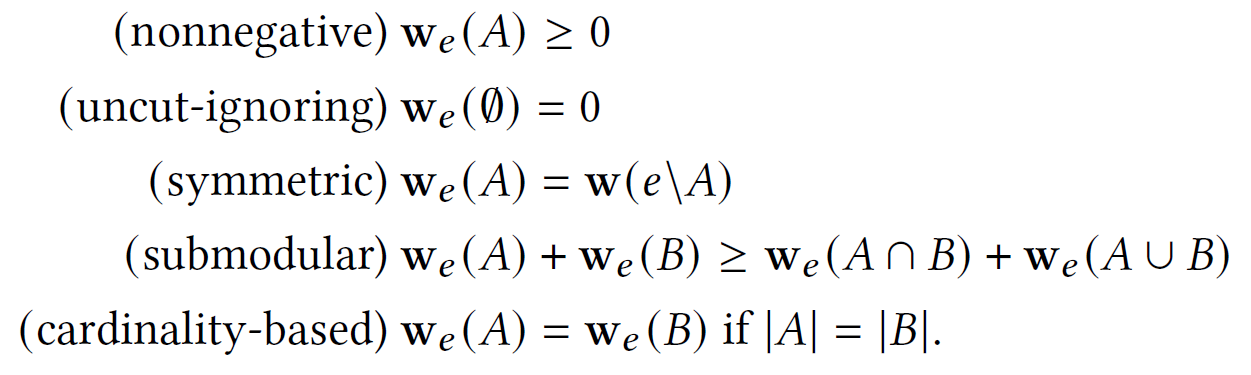 (nonnegative) w_e(A) ≥ 0
(uncut-ignoring) w_e(∅) = 0
(symmetric) w_e(A) = w(e\A)
(submodular) w_e(A) + w_e(B) ≥ w_e(A ∩ B) + w_e(A ∪ B)
(cardinality-based) w_e(A) = w_e(B) if |A| = |B|.